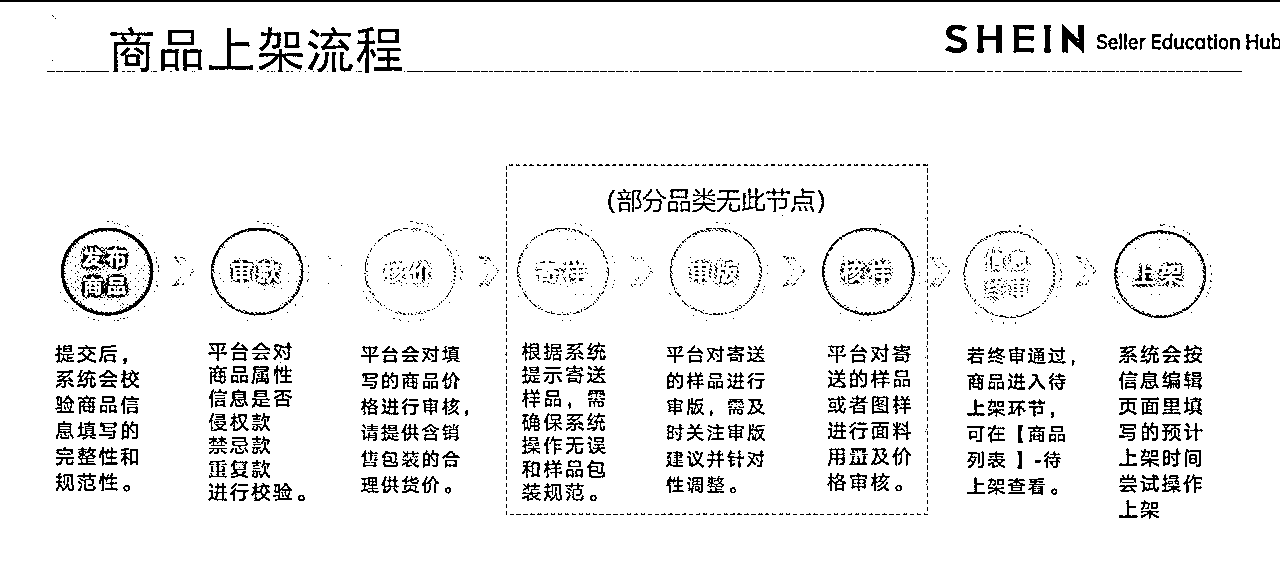 商品上架流程
SHEIN Seller Education Hub
(部分品类无此节点)
发布
商品
审款
核价
寄样
审版
核样
信息
终审
上架
提交后，
系统会校
验商品信
息填写的
完整性和
规范性。
平台会对
商品属性
信息是否
侵权款
禁忌款
重复款
进行校验。
平台会对填
写的商品价
格进行审核，
请提供含销
售包装的合
理供货价。
根据系统
提示寄送
样品，需
确保系统
操作无误
和样品包
装规范。
平台对寄送
的样品进行
审版，需及
时关注审版
建议并针对
性调整。
平台对寄
送的样品
或者图样
进行面料
用量及价
格审核。
若终审通过，
商品进入待
上架环节，
可在【商品
列表 】-待
上架查看。
系统会按
信息编辑
页面里填
写的预计
上架时间
尝试操作
上架